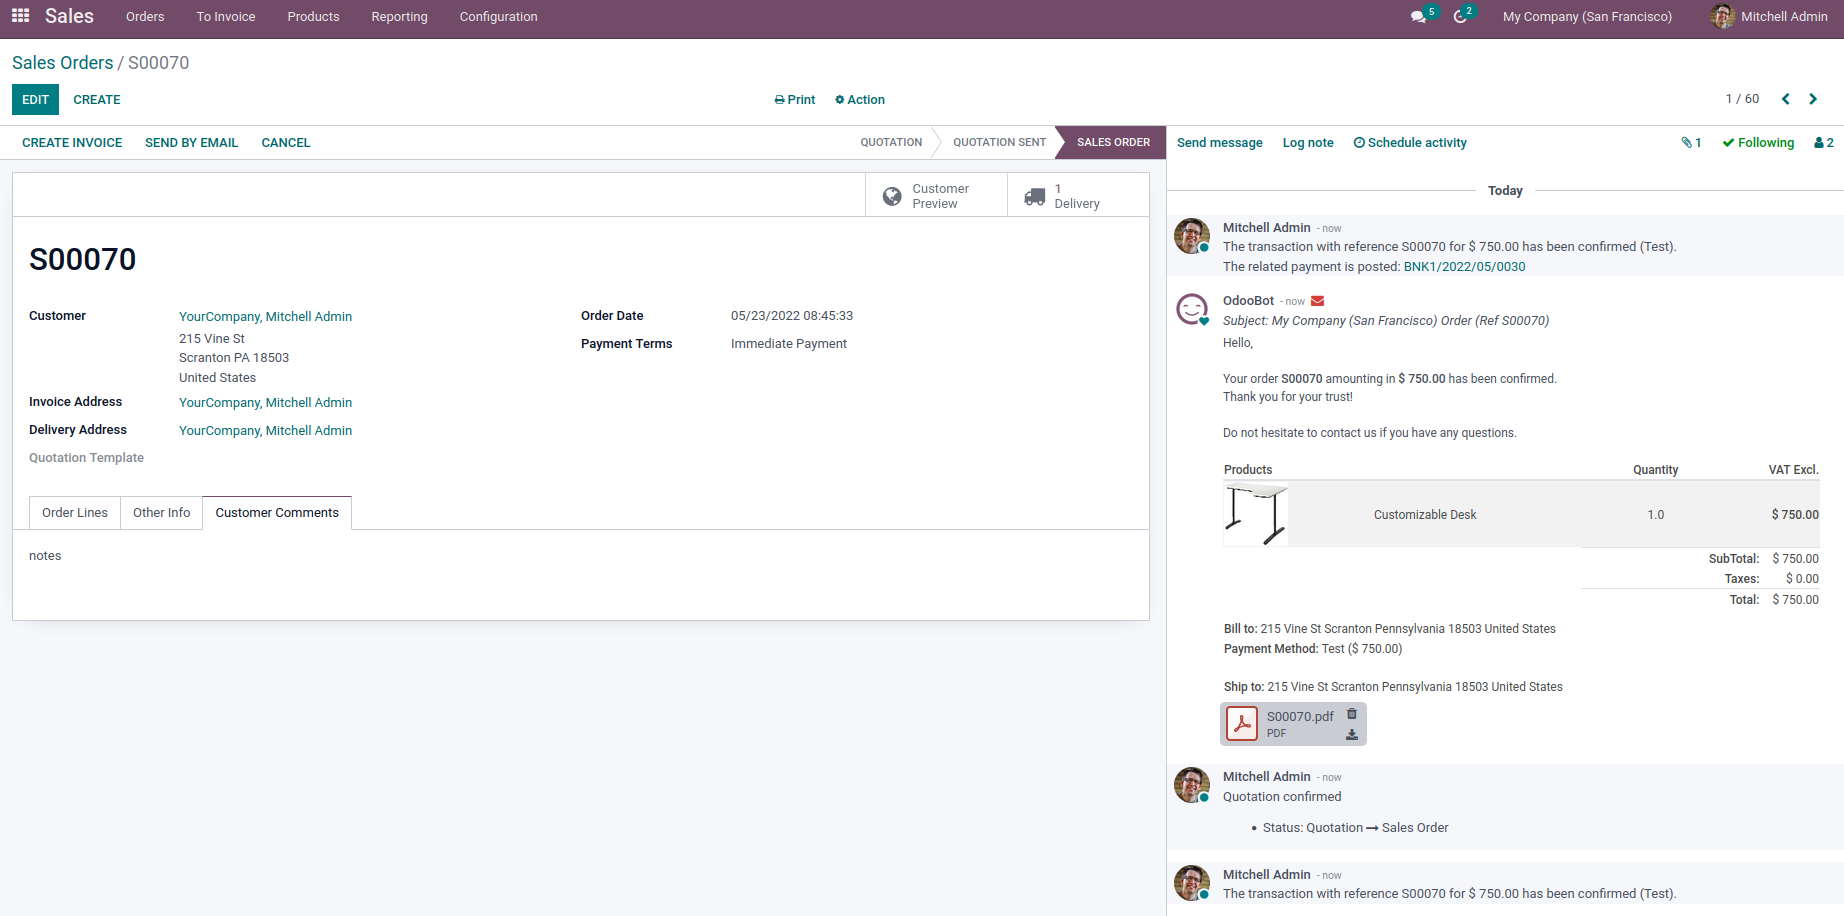 Sales Orders To Invoice Products Reporting Configuration 5 2 My Company (San Francisco) Mitchell Admin
Sales Orders / S00070
EDIT CREATE Print Action 1 / 60
CREATE INVOICE SEND BY EMAIL CANCEL QUOTATION QUOTATION SENT SALES ORDER
Customer Preview
1 Delivery
S00070
Customer YourCompany, Mitchell Admin
215 Vine St
Scranton PA 18503
United States
Invoice Address YourCompany, Mitchell Admin
Delivery Address YourCompany, Mitchell Admin
Quotation Template
Order Date 05/23/2022 08:45:33
Payment Terms Immediate Payment
Order Lines Other Info Customer Comments
notes
Send message Log note Schedule activity 1 Following 2
Today
Mitchell Admin - now
The transaction with reference S00070 for $ 750.00 has been confirmed (Test).
The related payment is posted: BNK1/2022/05/0030
OdooBot - now
Subject: My Company (San Francisco) Order (Ref S00070)
Hello,
Your order S00070 amounting in $ 750.00 has been confirmed.
Thank you for your trust!
Do not hesitate to contact us if you have any questions.
Products Quantity VAT Excl.
Customizable Desk 1.0 $ 750.00
SubTotal: $ 750.00
Taxes: $ 0.00
Total: $ 750.00
Bill to: 215 Vine St Scranton Pennsylvania 18503 United States
Payment Method: Test ($ 750.00)
Ship to: 215 Vine St Scranton Pennsylvania 18503 United States
S00070.pdf
PDF
Mitchell Admin - now
Quotation confirmed
• Status: Quotation → Sales Order
Mitchell Admin - now
The transaction with reference S00070 for $ 750.00 has been confirmed (Test).